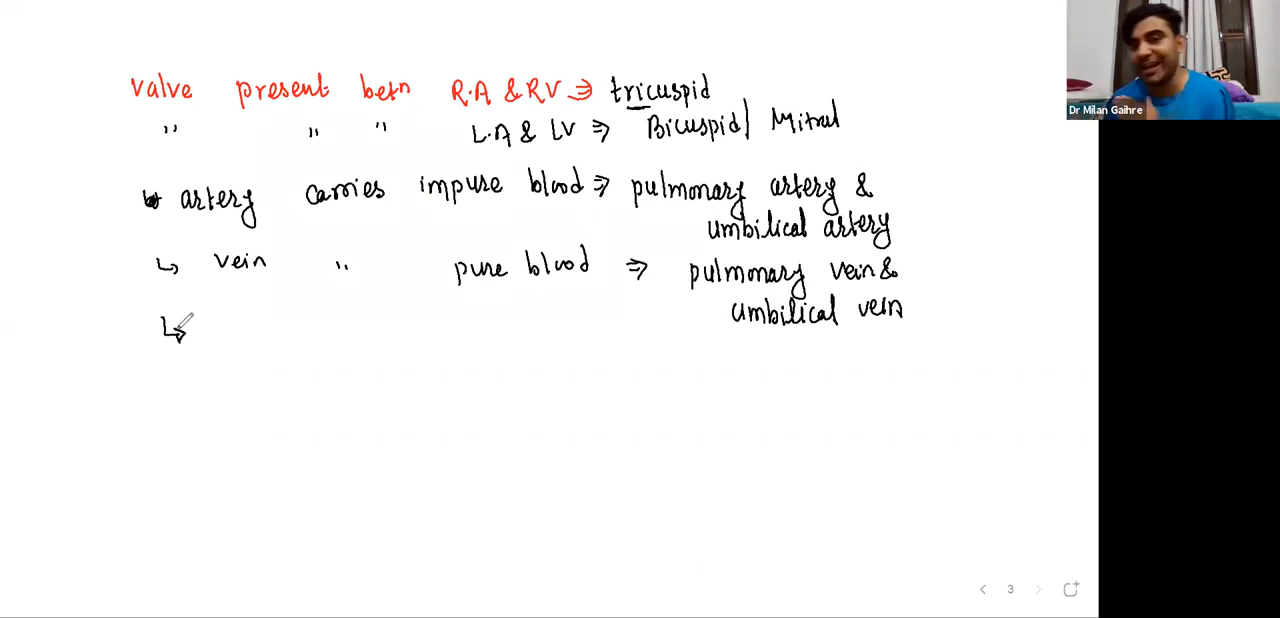 valve present betn R.A & RV ⇒ tricuspid
" " " L.A & LV ⇒ Bicuspid/ Mitral
↳ artery carries impure blood ⇒ pulmonary artery &
umbilical artery
↳ vein " pure blood ⇒ pulmonary vein &
umbilical vein
↳
Dr Milan Gaihre
< 3 >